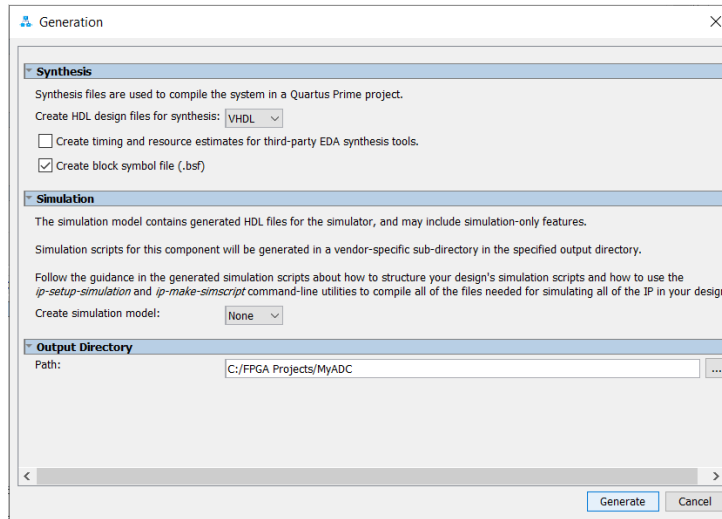 Generation
Synthesis
Synthesis files are used to compile the system in a Quartus Prime project.
Create HDL design files for synthesis: VHDL
Create timing and resource estimates for third-party EDA synthesis tools.
Create block symbol file (.bsf)
Simulation
The simulation model contains generated HDL files for the simulator, and may include simulation-only features.
Simulation scripts for this component will be generated in a vendor-specific sub-directory in the specified output directory.
Follow the guidance in the generated simulation scripts about how to structure your design's simulation scripts and how to use the
ip-setup-simulation and ip-make-simscript command-line utilities to compile all of the files needed for simulating all of the IP in your design
Create simulation model: None
Output Directory
Path: C:/FPGA Projects/MyADC ...
Generate Cancel